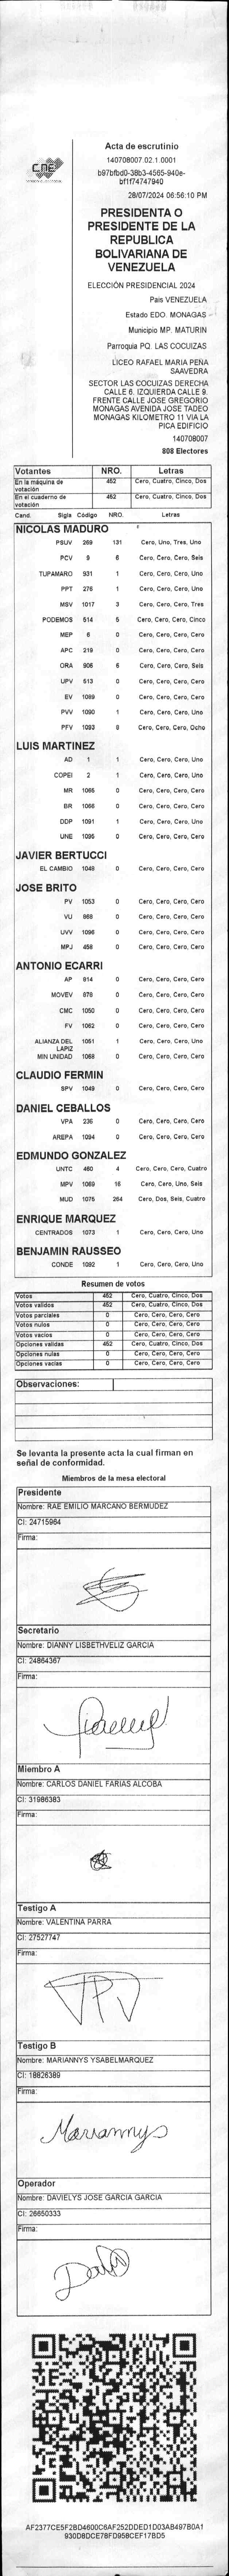 Acta de escrutinio
CNE
140708007.02.1.0001
b97bfbd0-38b3-4565-940e-
bf1f74747940
28/07/2024 06:56:10 PM
PRESIDENTA O
PRESIDENTE DE LA
REPUBLICA
BOLIVARIANA DE
VENEZUELA
ELECCIÓN PRESIDENCIAL 2024
Pais VENEZUELA
Estado EDO. MONAGAS
Municipio MP. MATURIN
Parroquia PQ. LAS COCUIZAS
LICEO RAFAEL MARIA PEÑA
SAAVEDRA
SECTOR LAS COCUIZAS DERECHA
CALLE 6. IZQUIERDA CALLE 9.
FRENTE CALLE JOSE GREGORIO
MONAGAS AVENIDA JOSE TADEO
MONAGAS KILOMETRO 11 VIA LA
PICA EDIFICIO
140708007
808 Electores
Votantes NRO. Letras
En la máquina de votación 452 Cero, Cuatro, Cinco, Dos
En el cuaderno de votación 452 Cero, Cuatro, Cinco, Dos
Cand. Sigla Código NRO. Letras
NICOLAS MADURO
PSUV 269 131 Cero, Uno, Tres, Uno
PCV 9 6 Cero, Cero, Cero, Seis
TUPAMARO 931 1 Cero, Cero, Cero, Uno
PPT 276 1 Cero, Cero, Cero, Uno
MSV 1017 3 Cero, Cero, Cero, Tres
PODEMOS 514 5 Cero, Cero, Cero, Cinco
MEP 6 0 Cero, Cero, Cero, Cero
APC 219 0 Cero, Cero, Cero, Cero
ORA 906 6 Cero, Cero, Cero, Seis
UPV 513 0 Cero, Cero, Cero, Cero
EV 1089 0 Cero, Cero, Cero, Cero
PVV 1090 1 Cero, Cero, Cero, Uno
PFV 1093 8 Cero, Cero, Cero, Ocho
LUIS MARTINEZ
AD 1 1 Cero, Cero, Cero, Uno
COPEI 2 1 Cero, Cero, Cero, Uno
MR 1065 0 Cero, Cero, Cero, Cero
BR 1066 0 Cero, Cero, Cero, Cero
DDP 1091 1 Cero, Cero, Cero, Uno
UNE 1095 0 Cero, Cero, Cero, Cero
JAVIER BERTUCCI
EL CAMBIO 1048 0 Cero, Cero, Cero, Cero
JOSE BRITO
PV 1053 0 Cero, Cero, Cero, Cero
VU 968 0 Cero, Cero, Cero, Cero
UVV 1096 0 Cero, Cero, Cero, Cero
MPJ 458 0 Cero, Cero, Cero, Cero
ANTONIO ECARRI
AP 914 0 Cero, Cero, Cero, Cero
MOVEV 978 0 Cero, Cero, Cero, Cero
CMC 1050 0 Cero, Cero, Cero, Cero
FV 1062 0 Cero, Cero, Cero, Cero
ALIANZA DEL LAPIZ 1051 1 Cero, Cero, Cero, Uno
MIN UNIDAD 1068 0 Cero, Cero, Cero, Cero
CLAUDIO FERMIN
SPV 1049 0 Cero, Cero, Cero, Cero
DANIEL CEBALLOS
VPA 236 0 Cero, Cero, Cero, Cero
AREPA 1094 0 Cero, Cero, Cero, Cero
EDMUNDO GONZALEZ
UNTC 480 4 Cero, Cero, Cero, Cuatro
MPV 1069 16 Cero, Cero, Uno, Seis
MUD 1075 264 Cero, Dos, Seis, Cuatro
ENRIQUE MARQUEZ
CENTRADOS 1073 1 Cero, Cero, Cero, Uno
BENJAMIN RAUSSEO
CONDE 1092 1 Cero, Cero, Cero, Uno
Resumen de votos
Votos 452 Cero, Cuatro, Cinco, Dos
Votos validos 452 Cero, Cuatro, Cinco, Dos
Votos parciales 0 Cero, Cero, Cero, Cero
Votos nulos 0 Cero, Cero, Cero, Cero
Votos vacios 0 Cero, Cero, Cero, Cero
Opciones validas 452 Cero, Cuatro, Cinco, Dos
Opciones nulas 0 Cero, Cero, Cero, Cero
Opciones vacias 0 Cero, Cero, Cero, Cero
Observaciones:
Se levanta la presente acta la cual firman en
señal de conformidad.
Miembros de la mesa electoral
Presidente
Nombre: RAE EMILIO MARCANO BERMUDEZ
CI: 24715964
Firma:
Secretario
Nombre: DIANNY LISBETHVELIZ GARCIA
CI: 24864367
Firma:
Miembro A
Nombre: CARLOS DANIEL FARIAS ALCOBA
CI: 31986383
Firma:
Testigo A
Nombre: VALENTINA PARRA
CI: 27527747
Firma:
Testigo B
Nombre: MARIANNYS YSABELMARQUEZ
CI: 18826389
Firma:
Mariannys
Operador
Nombre: DAVIELYS JOSE GARCIA GARCIA
CI: 26650333
Firma:
AF2377CE5F2BD4600C6AF252DDED1D03AB497B0A1
930D8DCE78FD958CEF17BD5